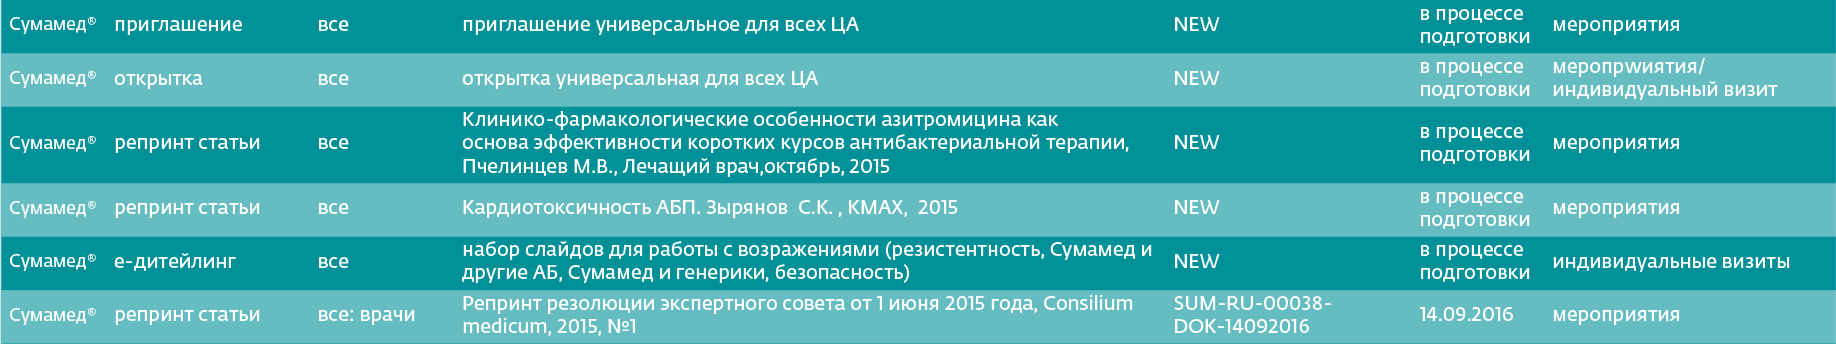 Сумамед® приглашение все приглашение универсальное для всех ЦА NEW в процессе подготовки мероприятия
Сумамед® открытка все открытка универсальная для всех ЦА NEW в процессе подготовки меропрwиятия/ индивидуальный визит
Сумамед® репринт статьи все Клинико-фармакологические особенности азитромицина как основа эффективности коротких курсов антибактериальной терапии, Пчелинцев М.В., Лечащий врач,октябрь, 2015 NEW в процессе подготовки мероприятия
Сумамед® репринт статьи все Кардиотоксичность АБП. Зырянов С.К. , КМАХ, 2015 NEW в процессе подготовки мероприятия
Сумамед® е-дитейлинг все набор слайдов для работы с возражениями (резистентность, Сумамед и другие АБ, Сумамед и генерики, безопасность) NEW в процессе подготовки индивидуальные визиты
Сумамед® репринт статьи все: врачи Репринт резолюции экспертного совета от 1 июня 2015 года, Consilium medicum, 2015, №1 SUM-RU-00038-DOK-14092016 14.09.2016 мероприятия